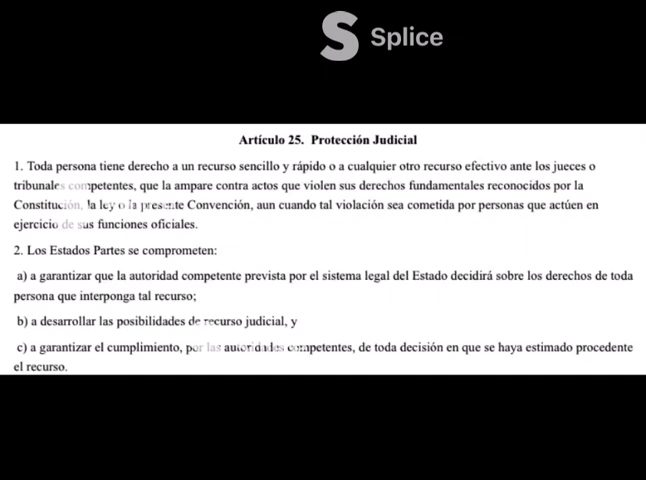 S Splice
Artículo 25. Protección Judicial
1. Toda persona tiene derecho a un recurso sencillo y rápido o a cualquier otro recurso efectivo ante los jueces o
tribunales competentes, que la ampare contra actos que violen sus derechos fundamentales reconocidos por la
Constitución, la ley o la presente Convención, aun cuando tal violación sea cometida por personas que actúen en
ejercicio de sus funciones oficiales.
2. Los Estados Partes se comprometen:
a) a garantizar que la autoridad competente prevista por el sistema legal del Estado decidirá sobre los derechos de toda
persona que interponga tal recurso;
b) a desarrollar las posibilidades de recurso judicial, y
c) a garantizar el cumplimiento, por las autoridades competentes, de toda decisión en que se haya estimado procedente
el recurso.